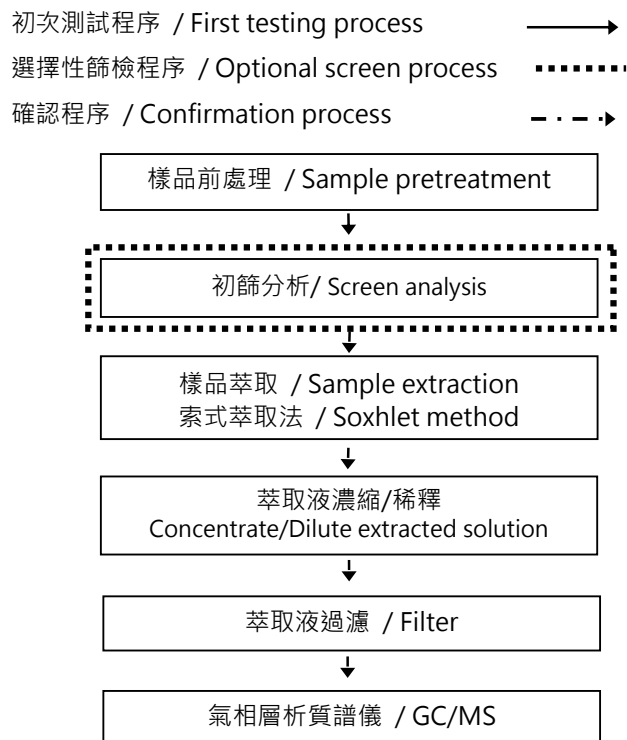 初次測試程序 / First testing process
選擇性篩檢程序 / Optional screen process
確認程序 / Confirmation process
樣品前處理 / Sample pretreatment
初篩分析/ Screen analysis
樣品萃取 / Sample extraction
索式萃取法 / Soxhlet method
萃取液濃縮/稀釋
Concentrate/Dilute extracted solution
萃取液過濾 / Filter
氣相層析質譜儀 / GC/MS